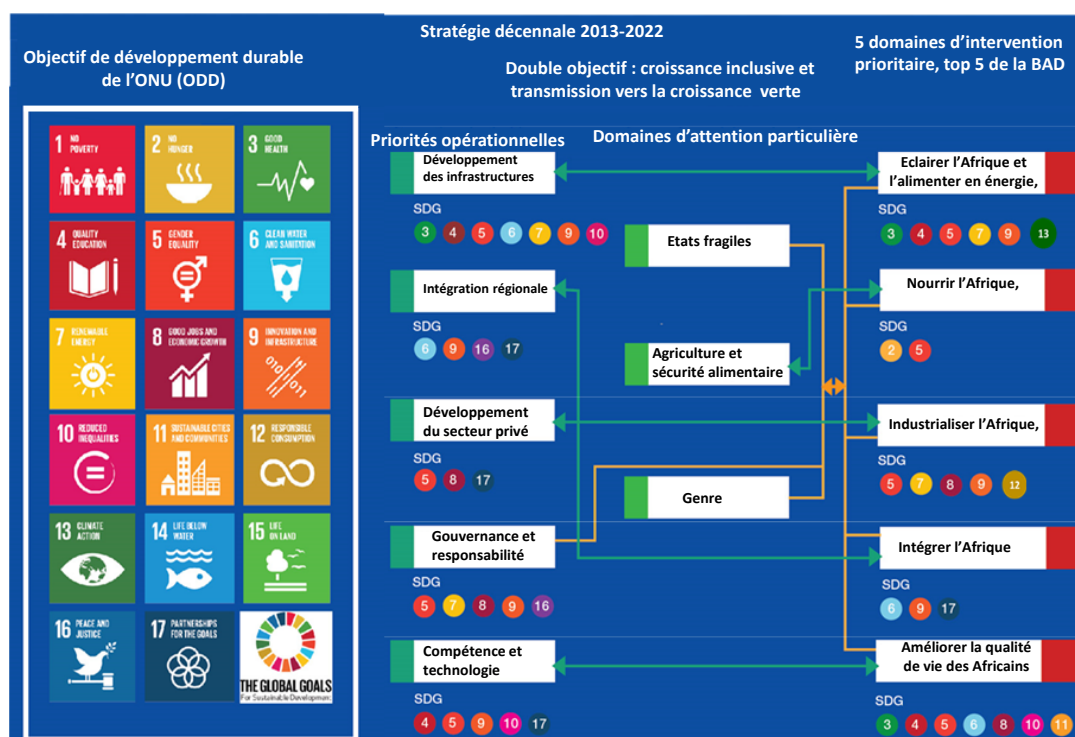 Stratégie décennale 2013-2022
Objectif de développement durable
de l’ONU (ODD)
Double objectif : croissance inclusive et
transmission vers la croissance verte
5 domaines d’intervention
prioritaire, top 5 de la BAD
1 NO
POVERTY
2 NO
HUNGER
3 GOOD
HEALTH
4 QUALITY
EDUCATION
5 GENDER
EQUALITY
6 CLEAN WATER
AND SANITATION
7 RENEWABLE
ENERGY
8 GOOD JOBS AND
ECONOMIC GROWTH
9 INNOVATION AND
INFRASTRUCTURE
10 REDUCED
INEQUALITIES
11 SUSTAINABLE CITIES
AND COMMUNITIES
12 RESPONSIBLE
CONSUMPTION
13 CLIMATE
ACTION
14 LIFE BELOW
WATER
15 LIFE
ON LAND
16 PEACE AND
JUSTICE
17 PARTNERSHIPS
FOR THE GOALS
THE GLOBAL GOALS
For Sustainable Development
Priorités opérationnelles
Développement
des infrastructures
SDG
3 4 5 6 7 9 10
Intégration régionale
SDG
6 9 16 17
Développement
du secteur privé
SDG
5 8 17
Gouvernance et
responsabilité
SDG
5 7 8 9 16
Compétence et
technologie
SDG
4 5 9 10 17
Domaines d’attention particulière
Etats fragiles
Agriculture et
sécurité alimentaire
Genre
Eclairer l’Afrique et
l’alimenter en énergie,
SDG
3 4 5 7 9 13
Nourrir l’Afrique,
SDG
2 5
Industrialiser l’Afrique,
SDG
5 7 8 9 12
Intégrer l’Afrique
SDG
6 9 17
Améliorer la qualité
de vie des Africains
SDG
3 4 5 6 8 10 11